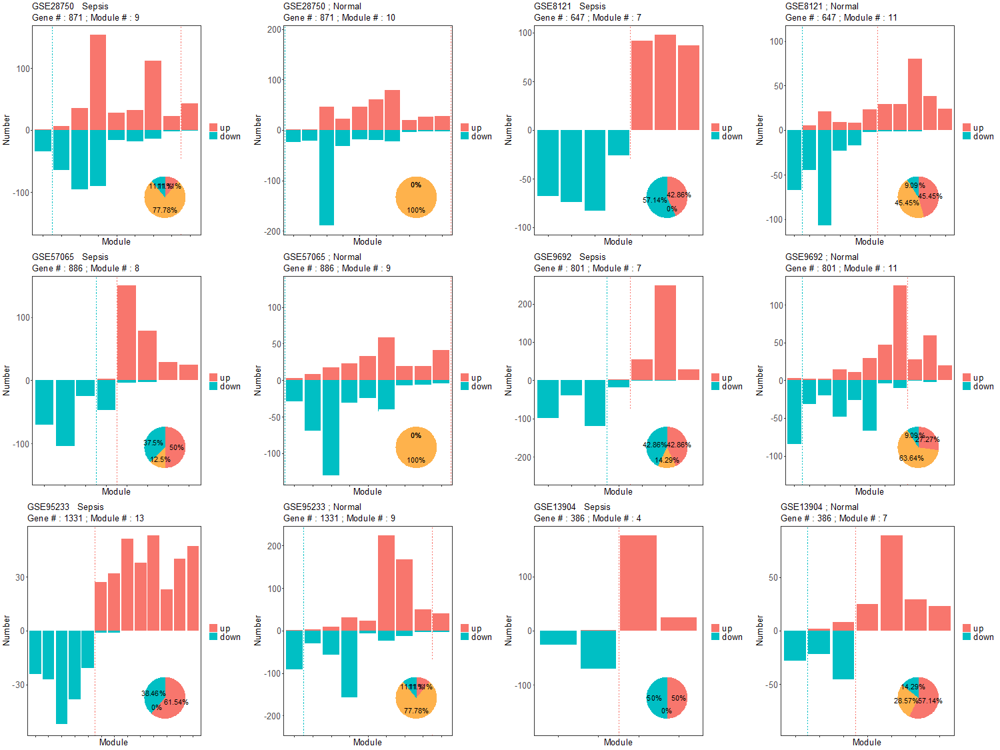 GSE28750   Sepsis
Gene # : 871 ; Module # : 9
Number
100
0
-100
Module
up
down
77.78%
GSE28750 ; Normal
Gene # : 871 ; Module # : 10
Number
200
100
0
-100
-200
Module
up
down
0%
100%
GSE8121   Sepsis
Gene # : 647 ; Module # : 7
Number
100
50
0
-50
-100
Module
up
down
57.14%
42.86%
0%
GSE8121 ; Normal
Gene # : 647 ; Module # : 11
Number
100
50
0
-50
-100
Module
up
down
9.09%
45.45%
45.45%
GSE57065   Sepsis
Gene # : 886 ; Module # : 8
Number
100
0
-100
Module
up
down
37.5%
50%
12.5%
GSE57065 ; Normal
Gene # : 886 ; Module # : 9
Number
100
50
0
-50
-100
Module
up
down
0%
100%
GSE9692   Sepsis
Gene # : 801 ; Module # : 7
Number
200
100
0
-100
-200
Module
up
down
42.86%
42.86%
14.29%
GSE9692 ; Normal
Gene # : 801 ; Module # : 11
Number
100
50
0
-50
-100
Module
up
down
9.09%
27.27%
63.64%
GSE95233   Sepsis
Gene # : 1331 ; Module # : 13
Number
30
0
-30
Module
up
down
38.46%
61.54%
0%
GSE95233 ; Normal
Gene # : 1331 ; Module # : 9
Number
200
100
0
-100
-200
Module
up
down
77.78%
GSE13904   Sepsis
Gene # : 386 ; Module # : 4
Number
100
0
-100
Module
up
down
50%
50%
0%
GSE13904 ; Normal
Gene # : 386 ; Module # : 7
Number
50
0
-50
Module
up
down
14.29%
28.57%
57.14%